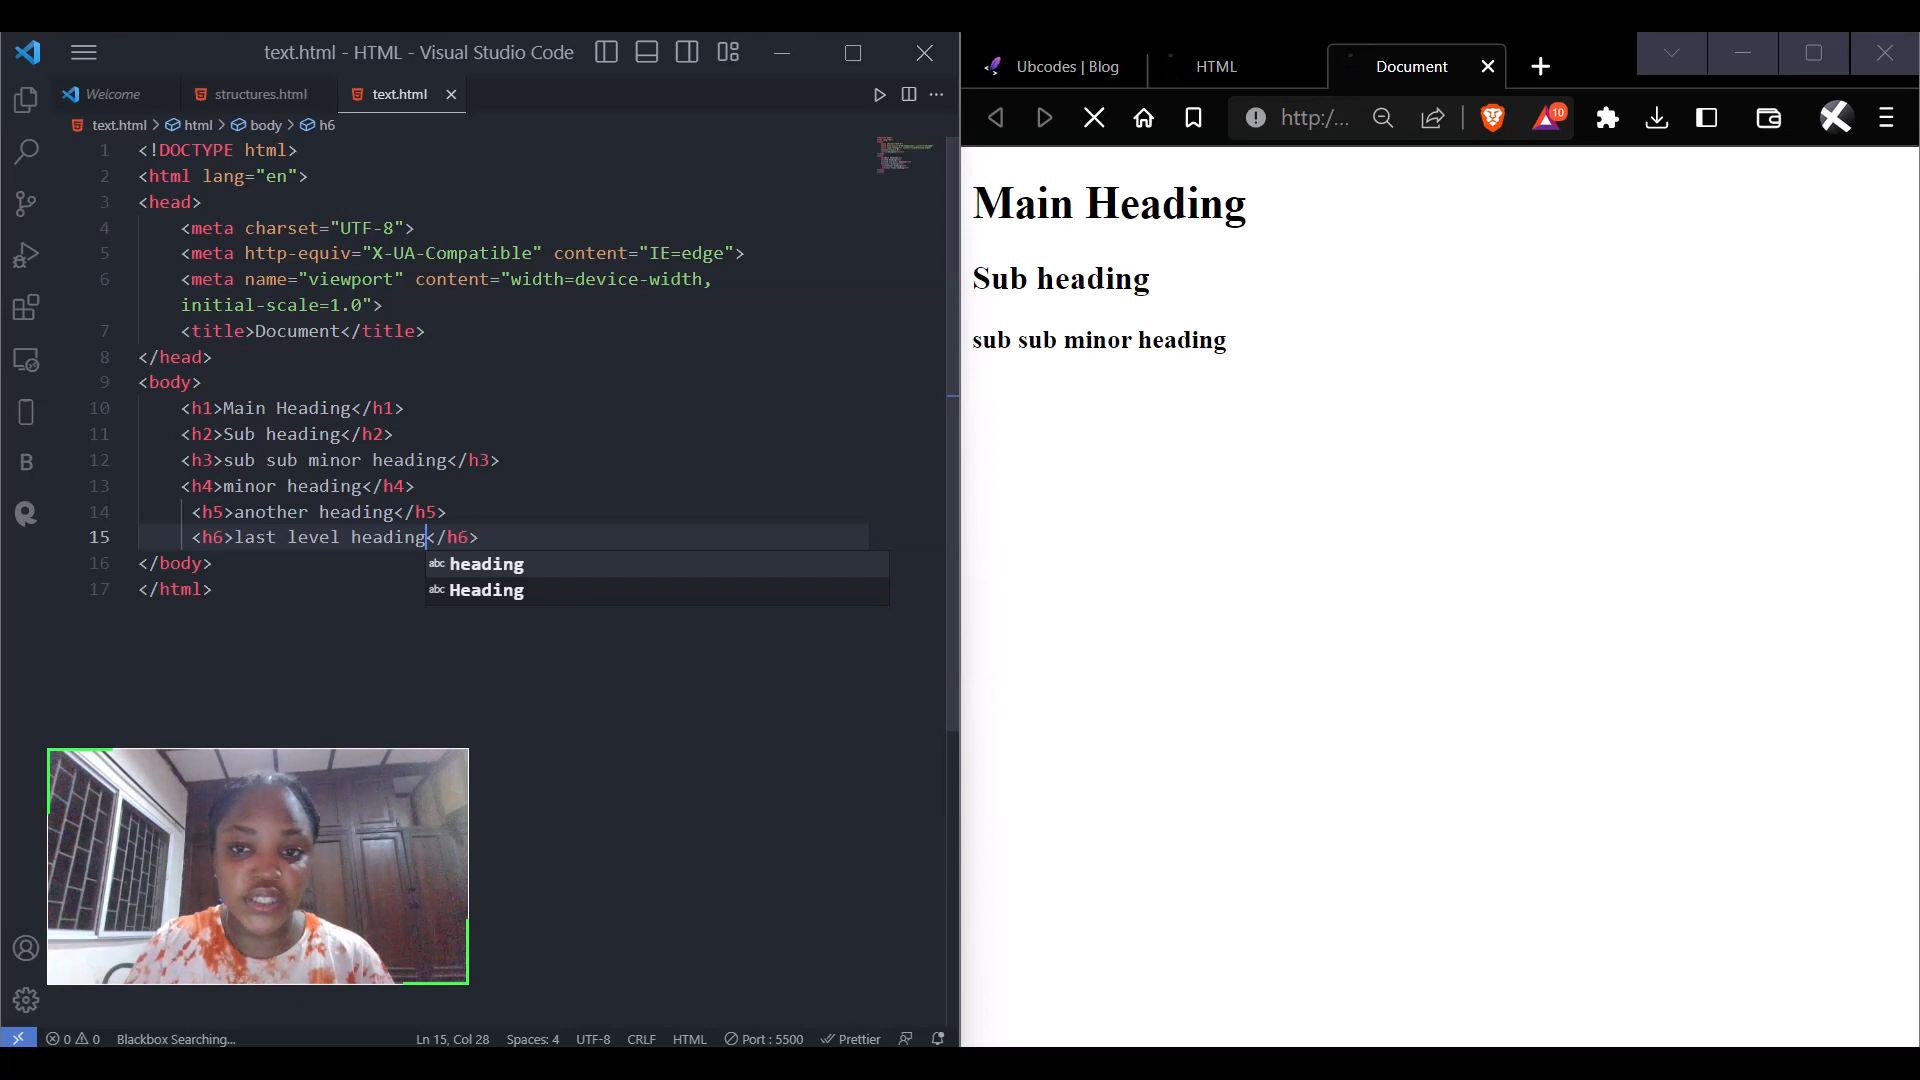 text.html - HTML - Visual Studio Code
Welcome
structures.html
text.html
text.html > html > body > h6
1 <!DOCTYPE html>
2 <html lang="en">
3 <head>
4 <meta charset="UTF-8">
5 <meta http-equiv="X-UA-Compatible" content="IE=edge">
6 <meta name="viewport" content="width=device-width,
initial-scale=1.0">
7 <title>Document</title>
8 </head>
9 <body>
10 <h1>Main Heading</h1>
11 <h2>Sub heading</h2>
12 <h3>sub sub minor heading</h3>
13 <h4>minor heading</h4>
14 <h5>another heading</h5>
15 <h6>last level heading</h6>
abc heading
abc Heading
16 </body>
17 </html>
B
0 0 Blackbox Searching... Ln 15, Col 28 Spaces: 4 UTF-8 CRLF HTML Port : 5500 Prettier
Ubcodes | Blog
HTML
Document
http:/...
10
Main Heading
Sub heading
sub sub minor heading